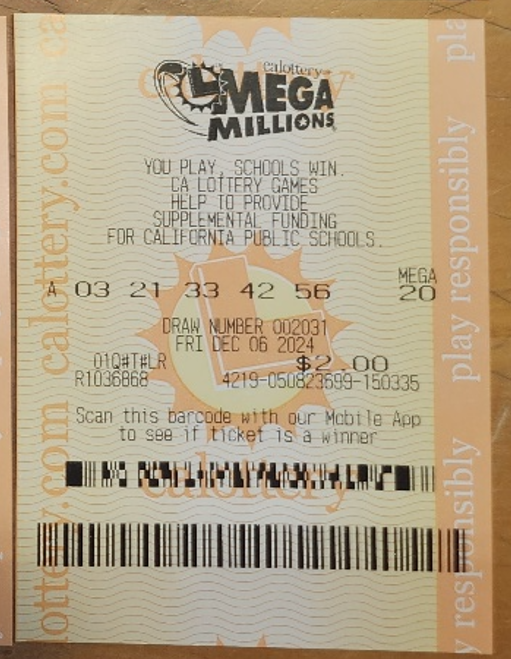 calottery
MEGA
MILLIONS
YOU PLAY, SCHOOLS WIN.
CA LOTTERY GAMES
HELP TO PROVIDE
SUPPLEMENTAL FUNDING
FOR CALIFORNIA PUBLIC SCHOOLS.
MEGA
A 03 21 33 42 56 20
DRAW NUMBER 002031
FRI DEC 06 2024
01Q#T#LR $2.00
R1036868 4219-050823699-150335
Scan this barcode with our Mobile App
to see if ticket is a winner
calottery
calottery.com
play responsibly